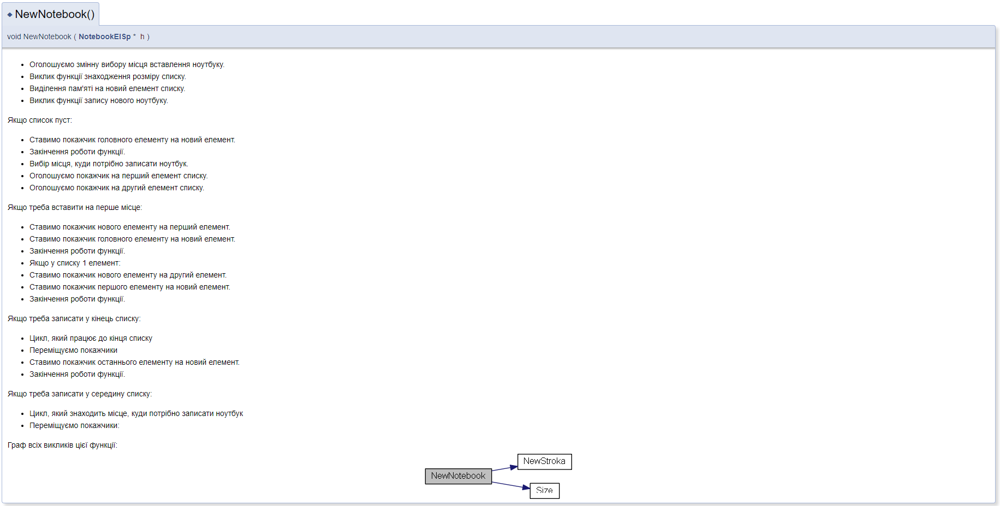 NewNotebook()
void NewNotebook ( NotebookElSp * h )
Оголошуємо змінну вибору місця вставлення ноутбуку.
Виклик функції знаходження розміру списку.
Виділення пам'яті на новий елемент списку.
Виклик функції запису нового ноутбуку.
Якщо список пуст:
Ставимо покажчик головного елементу на новий елемент.
Закінчення роботи функції.
Вибір місця, куди потрібно записати ноутбук.
Оголошуємо покажчик на перший елемент списку.
Оголошуємо покажчик на другий елемент списку.
Якщо треба вставити на перше місце:
Ставимо покажчик нового елементу на перший елемент.
Ставимо покажчик головного елементу на новий елемент.
Закінчення роботи функції.
Якщо у списку 1 елемент:
Ставимо покажчик нового елементу на другий елемент.
Ставимо покажчик першого елементу на новий елемент.
Закінчення роботи функції.
Якщо треба записати у кінець списку:
Цикл, який працює до кінця списку
Переміщуємо покажчики
Ставимо покажчик останнього елементу на новий елемент.
Закінчення роботи функції.
Якщо треба записати у середину списку:
Цикл, який знаходить місце, куди потрібно записати ноутбук
Переміщуємо покажчики:
Граф всіх викликів цієї функції:
NewStroka
NewNotebook
Size